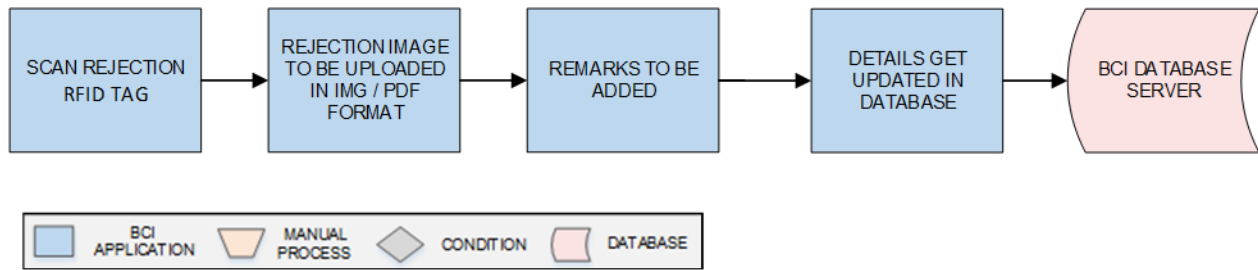 SCAN REJECTION
RFID TAG
REJECTION IMAGE
TO BE UPLOADED
IN IMG / PDF
FORMAT
REMARKS TO BE
ADDED
DETAILS GET
UPDATED IN
DATABASE
BCI DATABASE
SERVER
BCI
APPLICATION
MANUAL
PROCESS
CONDITION
DATABASE